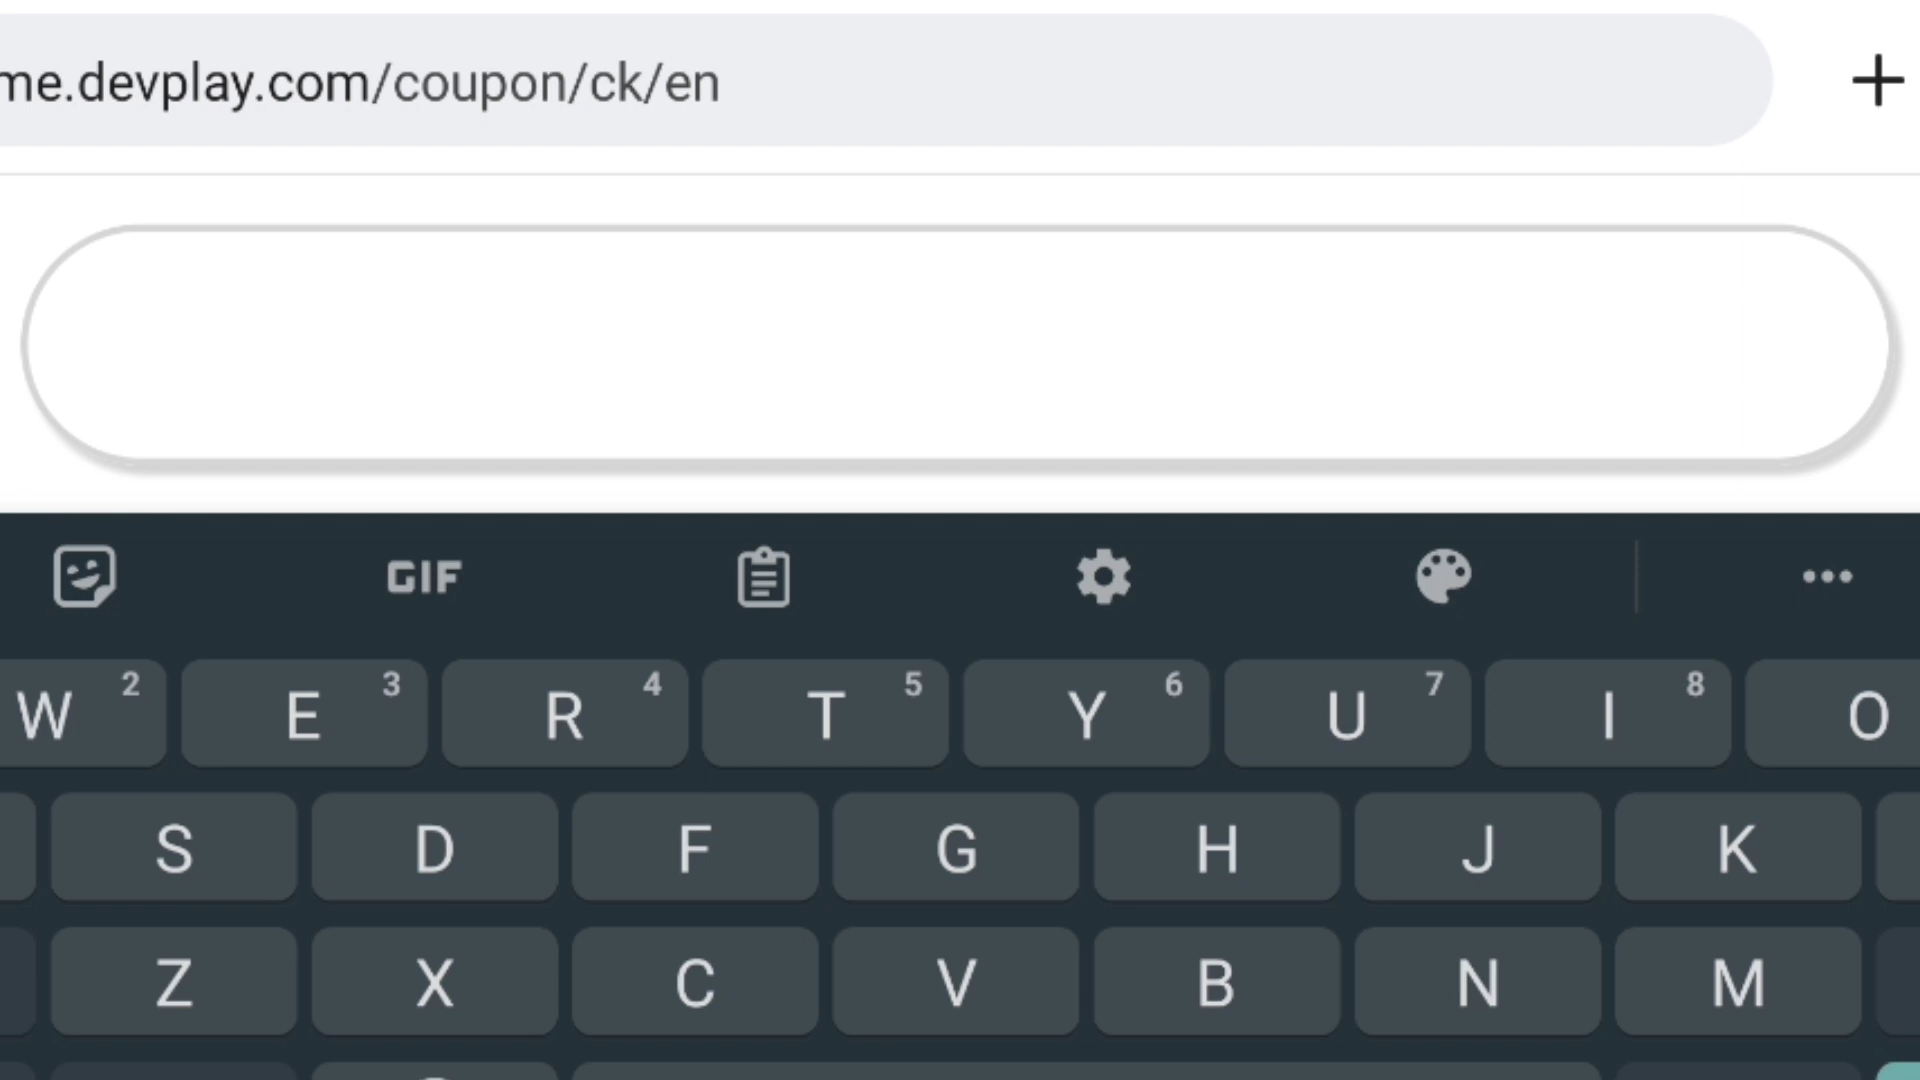 me.devplay.com/coupon/ck/en
GIF
W 2 E 3 R 4 T 5 Y 6 U 7 I 8 O
S D F G H J K
Z X C V B N M